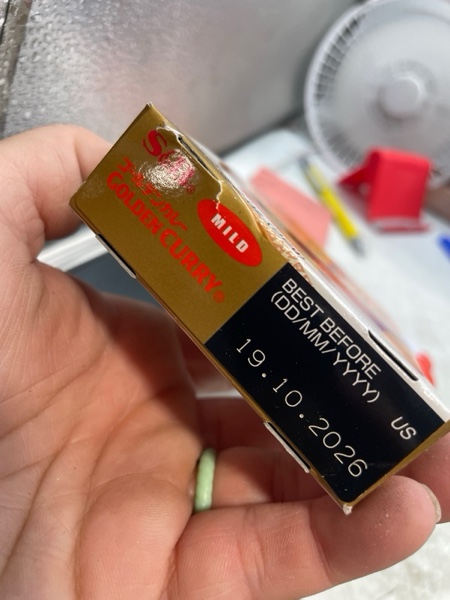 S&B
ゴールデンカレー
GOLDEN CURRY®
MILD
BEST BEFORE
(DD/MM/YYYY)
US
19.10.2026